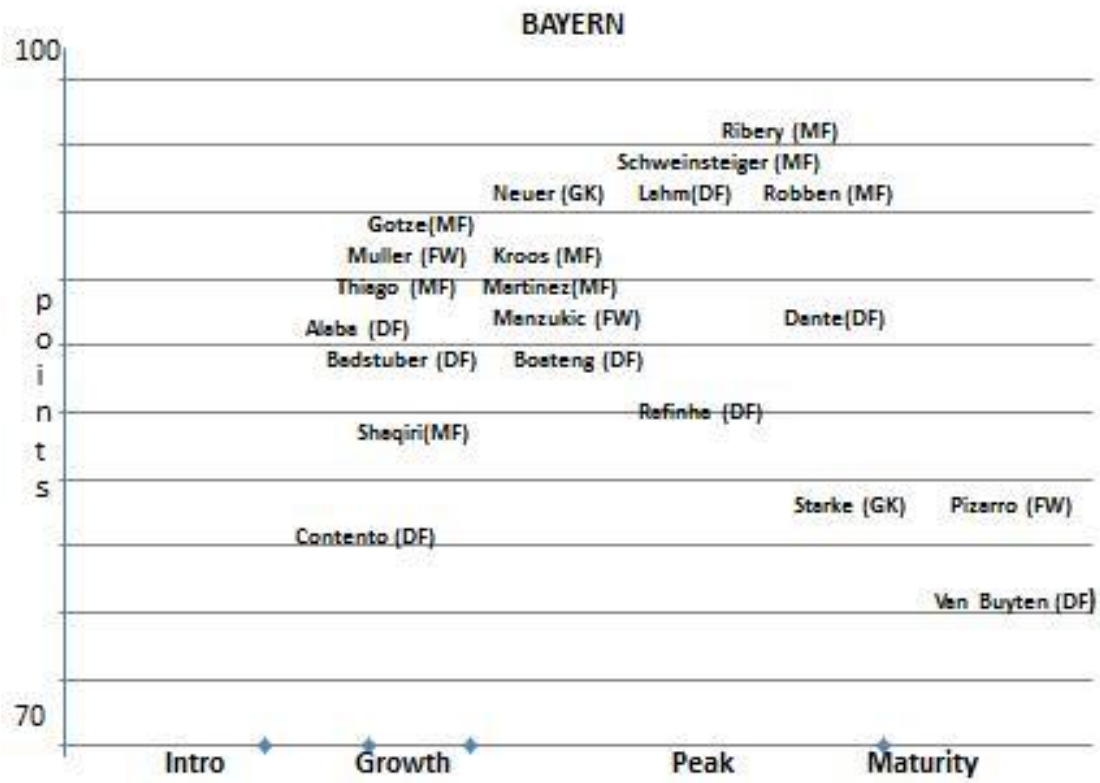 BAYERN
100
Ribery (MF)
Schweinsteiger (MF)
Neuer (GK) Lahm(DF) Robben (MF)
Gotze(MF)
Muller (FW) Kroos (MF)
Thiago (MF) Martinez(MF)
Manzukic (FW) Dante(DF)
Alaba (DF)
Badstuber (DF) Boateng (DF)
Rafinha (DF)
Shaqiri(MF)
Starke (GK) Pizarro (FW)
Contento (DF)
Van Buyten (DF)
points
70
Intro Growth Peak Maturity